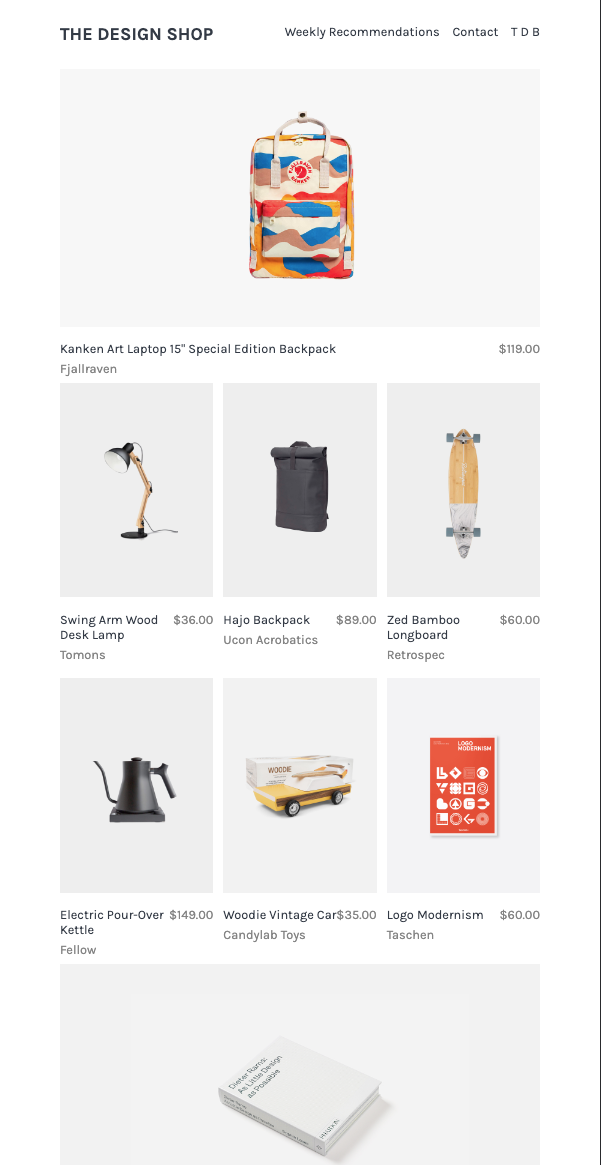 THE DESIGN SHOP
Weekly Recommendations Contact T D B
FJALLRAVEN
KANKEN
Kanken Art Laptop 15" Special Edition Backpack $119.00
Fjallraven
Swing Arm Wood $36.00
Desk Lamp
Tomons
Hajo Backpack $89.00
Ucon Acrobatics
Zed Bamboo $60.00
Longboard
Retrospec
WOODIE
LOGO
MODERNISM
Electric Pour-Over $149.00
Kettle
Fellow
Woodie Vintage Car$35.00
Candylab Toys
Logo Modernism $60.00
Taschen
Dieter Rams:
As Little Design
as Possible
PHAIDON